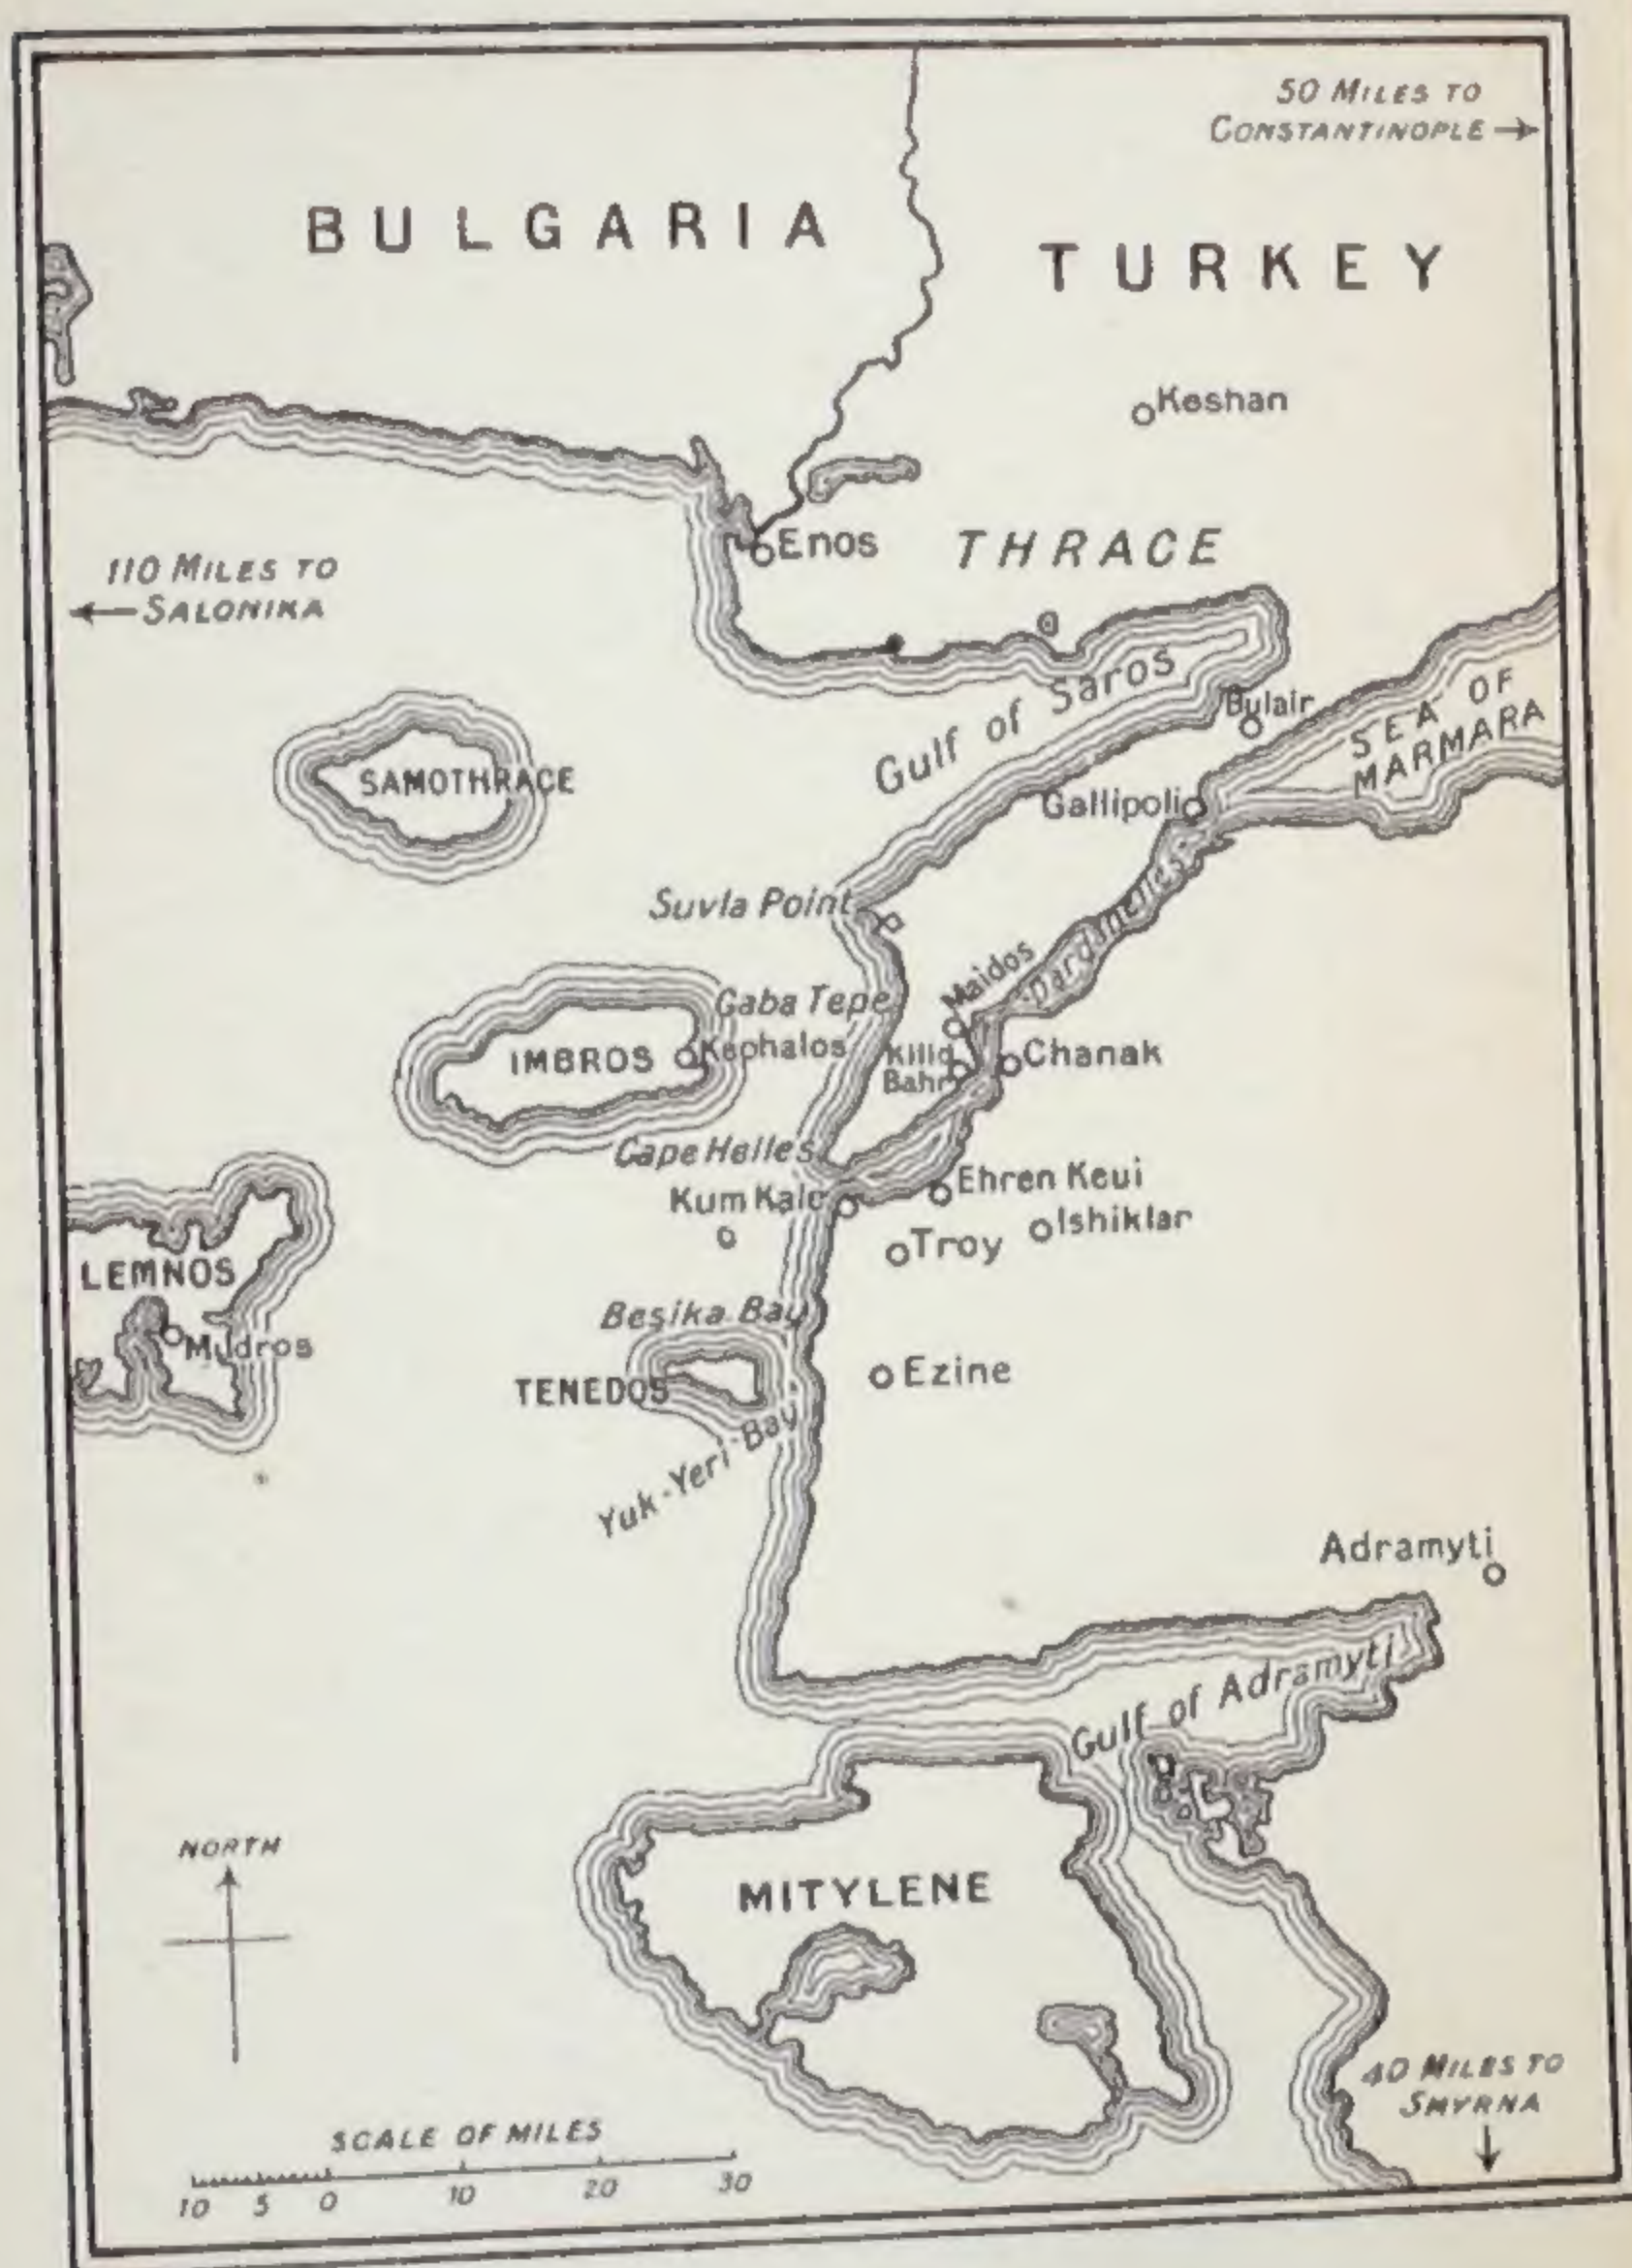 50 MILES TO
CONSTANTINOPLE
BULGARIA
TURKEY
Keshan
Enos
THRACE
110 MILES TO
SALONIKA
Gulf of Saros
Bulair
SEA OF
MARMARA
SAMOTHRACE
Gallipoli
Suvla Point
Dardanelles
Maidos
Gaba Tepe
IMBROS
Kephalos
Kilid
Bahr
Chanak
Cape Helles
Kum Kale
Ehren Keui
Ishiklar
Troy
LEMNOS
Mudros
Beşika Bay
TENEDOS
Ezine
Yuk-Yeri-Bay
Adramyti
Gulf of Adramyti
MITYLENE
NORTH
40 MILES TO
SMYRNA
SCALE OF MILES
10 5 0 10 20 30